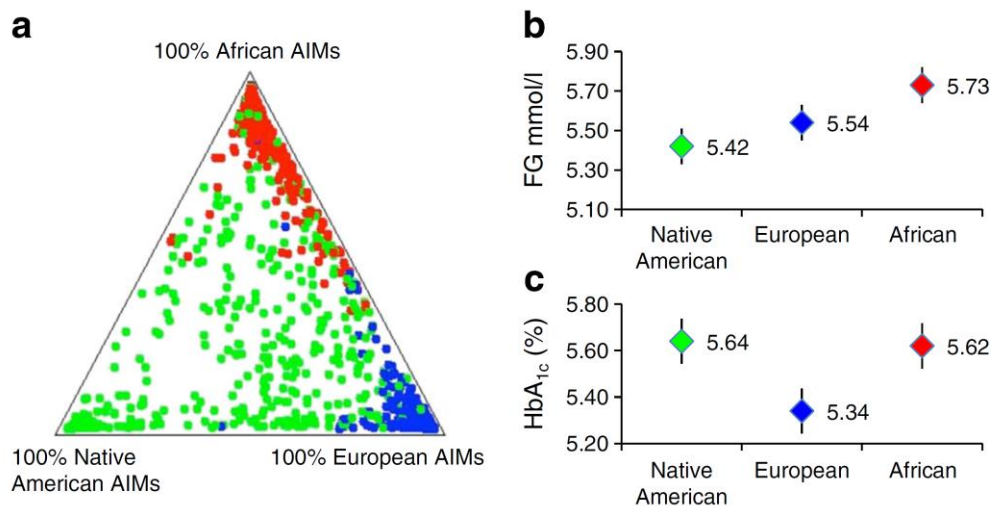 a
100% African AIMs
100% Native
American AIMs
100% European AIMs
b
FG mmol/l
5.90
5.70
5.50
5.30
5.10
5.42
5.54
5.73
Native
American
European
African
c
HbA1c (%)
5.80
5.60
5.40
5.20
5.64
5.34
5.62
Native
American
European
African